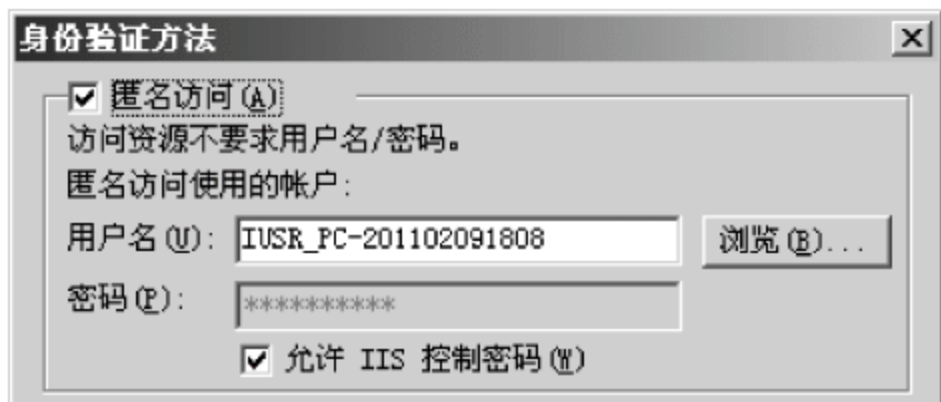 身份验证方法
匿名访问(A)
访问资源不要求用户名/密码。
匿名访问使用的帐户:
用户名(U): IUSR_PC-201102091808 浏览(B)...
密码(P): **********
允许 IIS 控制密码(W)